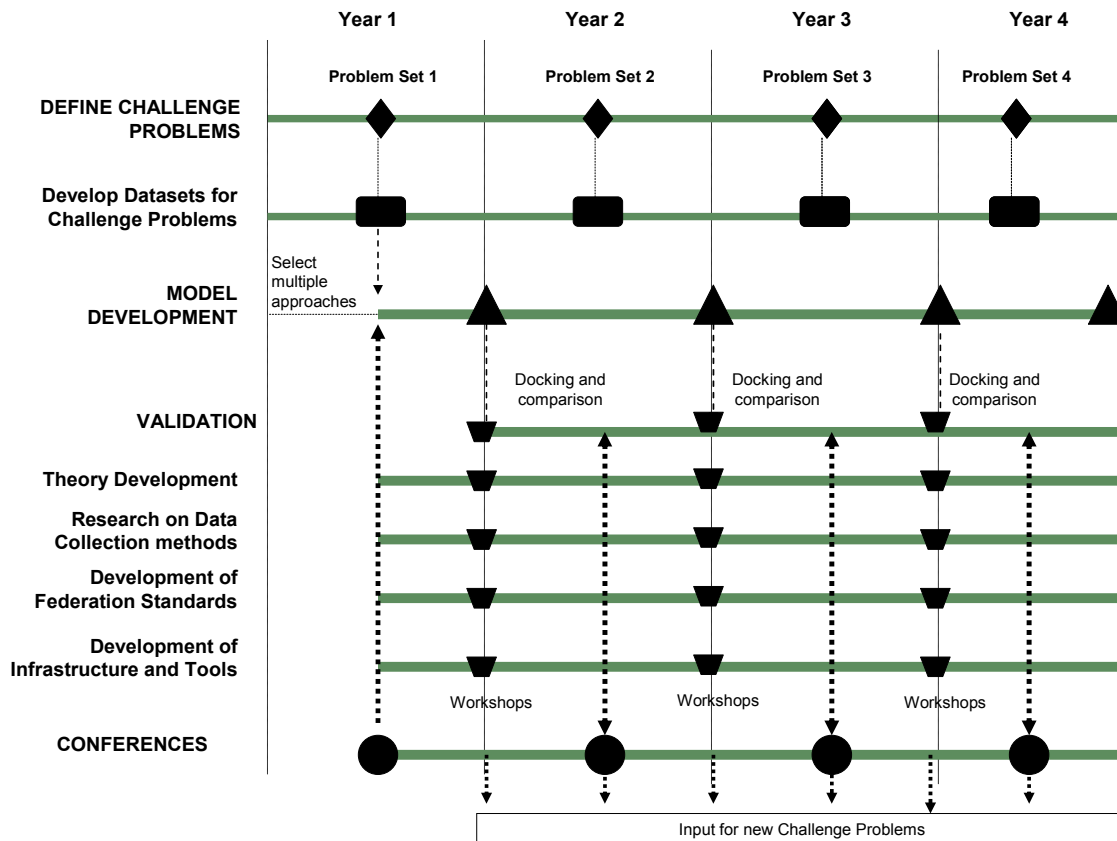 Year 1
Year 2
Year 3
Year 4
Problem Set 1
Problem Set 2
Problem Set 3
Problem Set 4
DEFINE CHALLENGE
PROBLEMS
Develop Datasets for
Challenge Problems
Select
multiple
approaches
MODEL
DEVELOPMENT
Docking and
comparison
Docking and
comparison
Docking and
comparison
VALIDATION
Theory Development
Research on Data
Collection methods
Development of
Federation Standards
Development of
Infrastructure and Tools
Workshops
Workshops
Workshops
CONFERENCES
Input for new Challenge Problems